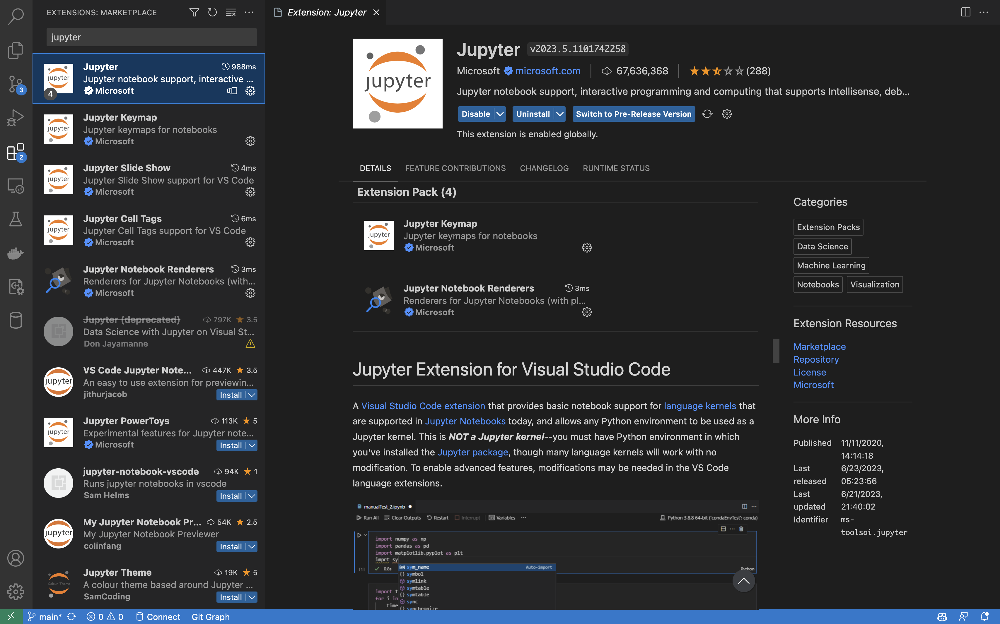 EXTENSIONS: MARKETPLACE
jupyter
Jupyter 988ms
Jupyter notebook support, interactive ...
Microsoft
jupyter
4
Jupyter Keymap
Jupyter keymaps for notebooks
Microsoft
jupyter
Jupyter Slide Show 4ms
Jupyter Slide Show support for VS Code
Microsoft
jupyter
Jupyter Cell Tags 6ms
Jupyter Cell Tags support for VS Code
Microsoft
jupyter
Jupyter Notebook Renderers 3ms
Renderers for Jupyter Notebooks (with...
Microsoft
Jupyter (deprecated) 797K 3.5
Data Science with Jupyter on Visual St...
Don Jayamanne
VS Code Jupyter Note... 447K 3.5
An easy to use extension for previewin...
jithurjacob Install
jupyter
Jupyter PowerToys 113K 5
Experimental features for Jupyter note...
Microsoft Install
jupyter
jupyter-notebook-vscode 94K 1
Runs jupyter notebooks in vscode
Sam Helms Install
My Jupyter Notebook Pr... 54K 2.5
My Jupyter Notebook Previewer
colinfang Install
jupyter
Jupyter Theme 19K 5
A colour theme based around Jupyter ...
SamCoding Install
Colour Theme
3
2
Extension: Jupyter
jupyter
Jupyter v2023.5.1101742258
Microsoft microsoft.com 67,636,368 (288)
Jupyter notebook support, interactive programming and computing that supports Intellisense, deb...
Disable Uninstall Switch to Pre-Release Version
This extension is enabled globally.
DETAILS FEATURE CONTRIBUTIONS CHANGELOG RUNTIME STATUS
Extension Pack (4)
jupyter
Jupyter Keymap
Jupyter keymaps for notebooks
Microsoft
Jupyter Notebook Renderers 3ms
Renderers for Jupyter Notebooks (with pl...
Microsoft
Jupyter Extension for Visual Studio Code
A Visual Studio Code extension that provides basic notebook support for language kernels that
are supported in Jupyter Notebooks today, and allows any Python environment to be used as a
Jupyter kernel. This is NOT a Jupyter kernel--you must have Python environment in which
you've installed the Jupyter package, though many language kernels will work with no
modification. To enable advanced features, modifications may be needed in the VS Code
language extensions.
manualTest_2.ipynb
Run All Clear Outputs Restart Interrupt Variables ... Python 3.8.8 64-bit ('condaEnvTest': conda)
import numpy as np
import pandas as pd
import matplotlib.pyplot as plt
imprt sy
[1] 0.8s Python
sym_name Auto-import
symbol
symlink
symtable
symtable
sync
synchronize
import t
for i in
time
Categories
Extension Packs
Data Science
Machine Learning
Notebooks Visualization
Extension Resources
Marketplace
Repository
License
Microsoft
More Info
Published 11/11/2020,
14:14:18
Last 6/23/2023,
released 05:23:56
Last 6/21/2023,
updated 21:40:02
Identifier ms-
toolsai.jupyter
main* 0 0 Connect Git Graph